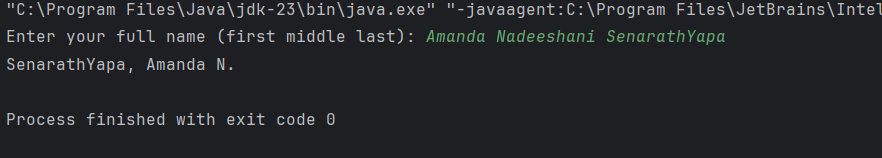 "C:\Program Files\Java\jdk-23\bin\java.exe" "-javaagent:C:\Program Files\JetBrains\Intel
Enter your full name (first middle last): Amanda Nadeeshani SenarathYapa
SenarathYapa, Amanda N.
Process finished with exit code 0